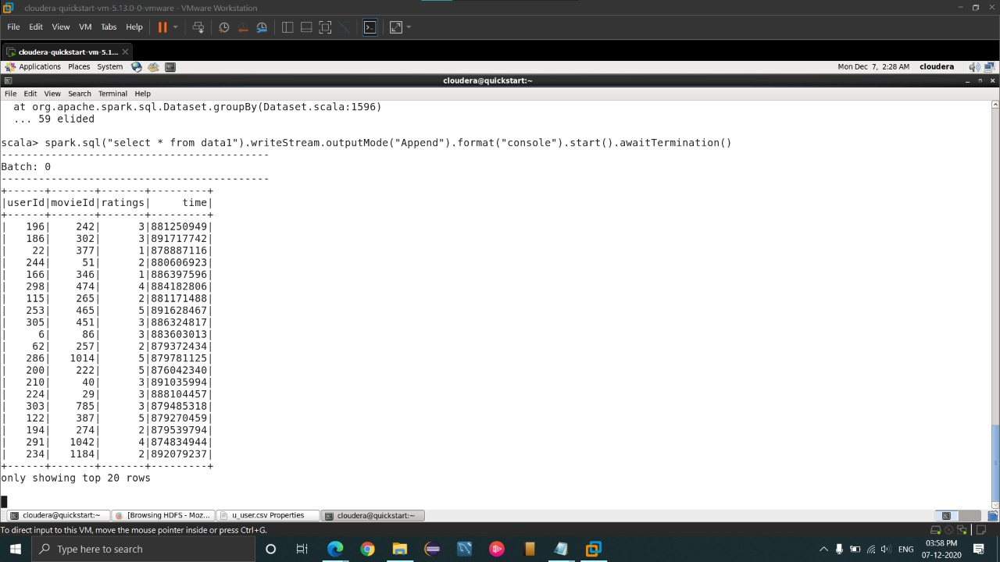 cloudera-quickstart-vm-5.13.0-0-vmware - VMware Workstation
File Edit View VM Tabs Help
cloudera-quickstart-vm-5.1...
Applications Places System Mon Dec 7, 2:28 AM cloudera
cloudera@quickstart:~
File Edit View Search Terminal Help
at org.apache.spark.sql.Dataset.groupBy(Dataset.scala:1596)
... 59 elided
scala> spark.sql("select * from data1").writeStream.outputMode("Append").format("console").start().awaitTermination()
-------------------------------------------
Batch: 0
-------------------------------------------
+------+-------+-------+---------+
|userId|movieId|ratings|     time|
+------+-------+-------+---------+
|   196|    242|      3|881250949|
|   186|    302|      3|891717742|
|    22|    377|      1|878887116|
|   244|     51|      2|880606923|
|   166|    346|      1|886397596|
|   298|    474|      4|884182806|
|   115|    265|      2|881171488|
|   253|    465|      5|891628467|
|   305|    451|      3|886324817|
|     6|     86|      3|883603013|
|    62|    257|      2|879372434|
|   286|   1014|      5|879781125|
|   200|    222|      5|876042340|
|   210|     40|      3|891035994|
|   224|     29|      3|888104457|
|   303|    785|      3|879485318|
|   122|    387|      5|879270459|
|   194|    274|      2|879539794|
|   291|   1042|      4|874834944|
|   234|   1184|      2|892079237|
+------+-------+-------+---------+
only showing top 20 rows
cloudera@quickstart:~ [Browsing HDFS - Moz... u_user.csv Properties cloudera@quickstart:~
To direct input to this VM, move the mouse pointer inside or press Ctrl+G.
Type here to search
ENG
03:58 PM
07-12-2020